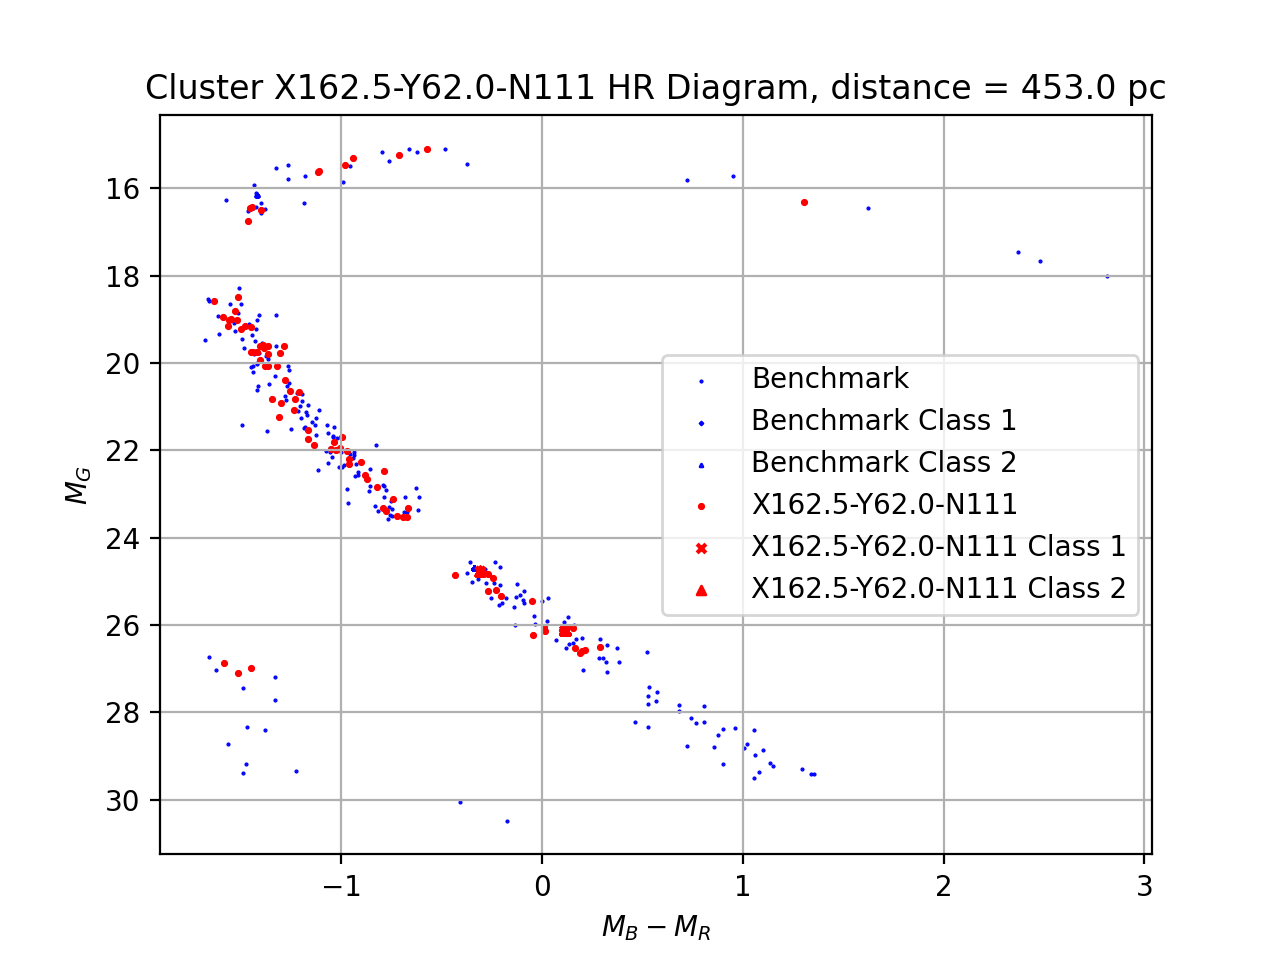 Cluster X162.5-Y62.0-N111 HR Diagram, distance = 453.0 pc
16
18
20
22
24
26
28
30
M_G
Benchmark
Benchmark Class 1
Benchmark Class 2
X162.5-Y62.0-N111
X162.5-Y62.0-N111 Class 1
X162.5-Y62.0-N111 Class 2
−1 0 1 2 3
M_B − M_R